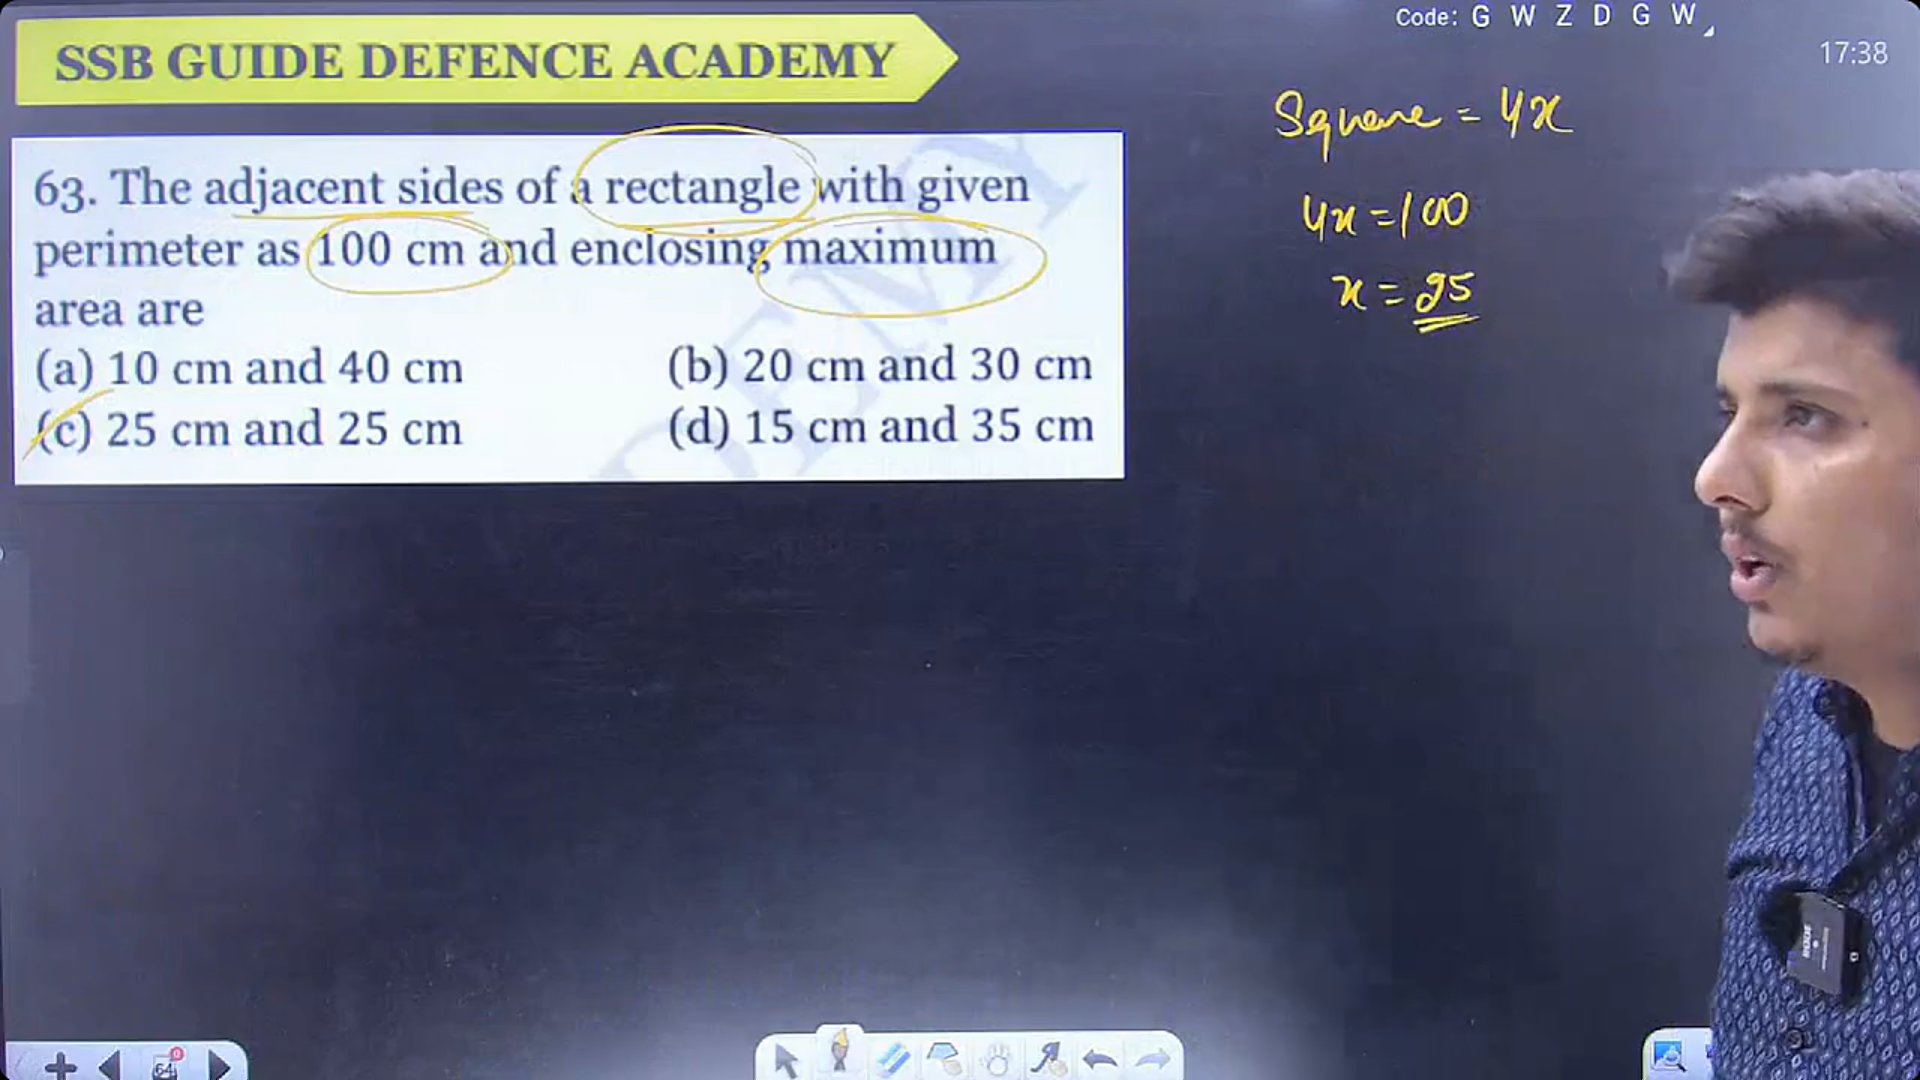 Code: G W Z D G W
17:38
SSB GUIDE DEFENCE ACADEMY
63. The adjacent sides of a rectangle with given
perimeter as 100 cm and enclosing maximum
area are
(a) 10 cm and 40 cm
(b) 20 cm and 30 cm
(c) 25 cm and 25 cm
(d) 15 cm and 35 cm
Square = 4x
4x = 100
x = 25
64
0